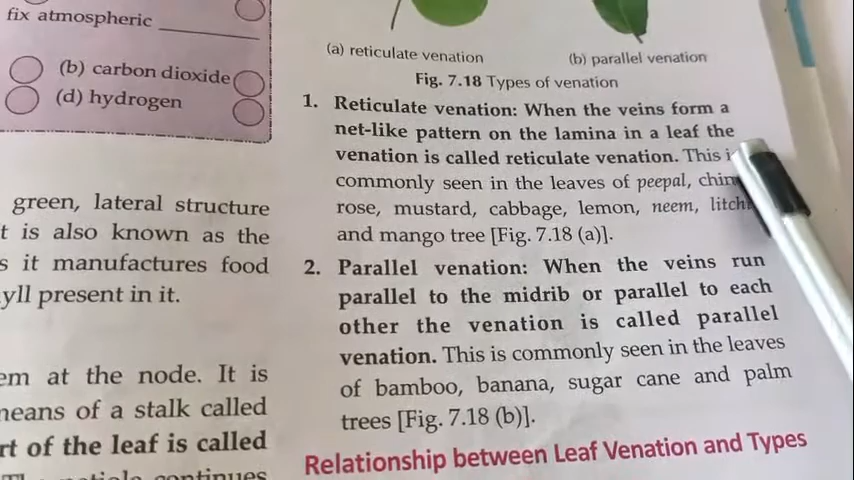 fix atmospheric
(b) carbon dioxide
(d) hydrogen
green, lateral structure
t is also known as the
s it manufactures food
yll present in it.
em at the node. It is
neans of a stalk called
rt of the leaf is called
continues
(a) reticulate venation
(b) parallel venation
Fig. 7.18 Types of venation
1. Reticulate venation: When the veins form a
net-like pattern on the lamina in a leaf the
venation is called reticulate venation. This
commonly seen in the leaves of peepal, chin
rose, mustard, cabbage, lemon, neem, litch
and mango tree [Fig. 7.18 (a)].
2. Parallel venation: When the veins run
parallel to the midrib or parallel to each
other the venation is called parallel
venation. This is commonly seen in the leaves
of bamboo, banana, sugar cane and palm
trees [Fig. 7.18 (b)].
Relationship between Leaf Venation and Types